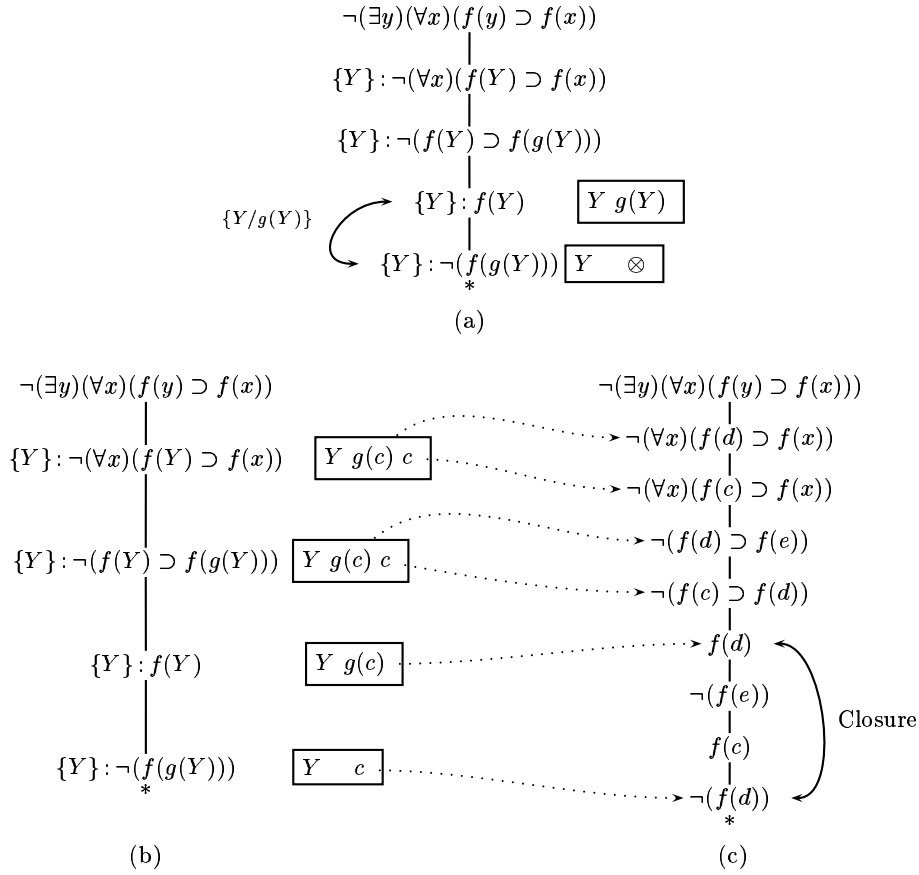 ¬(∃y)(∀x)(f(y) ⊃ f(x))
{Y}:¬(∀x)(f(Y) ⊃ f(x))
{Y}:¬(f(Y) ⊃ f(g(Y)))
{Y/g(Y)}
{Y}: f(Y)
Y g(Y)
{Y}:¬(f(g(Y)))
Y ⊗
*
(a)
¬(∃y)(∀x)(f(y) ⊃ f(x))
{Y}:¬(∀x)(f(Y) ⊃ f(x))
Y g(c) c
{Y}:¬(f(Y) ⊃ f(g(Y)))
Y g(c) c
{Y}: f(Y)
Y g(c)
{Y}:¬(f(g(Y)))
Y c
*
(b)
¬(∃y)(∀x)(f(y) ⊃ f(x)))
¬(∀x)(f(d) ⊃ f(x))
¬(∀x)(f(c) ⊃ f(x))
¬(f(d) ⊃ f(e))
¬(f(c) ⊃ f(d))
f(d)
¬(f(e))
Closure
f(c)
¬(f(d))
*
(c)